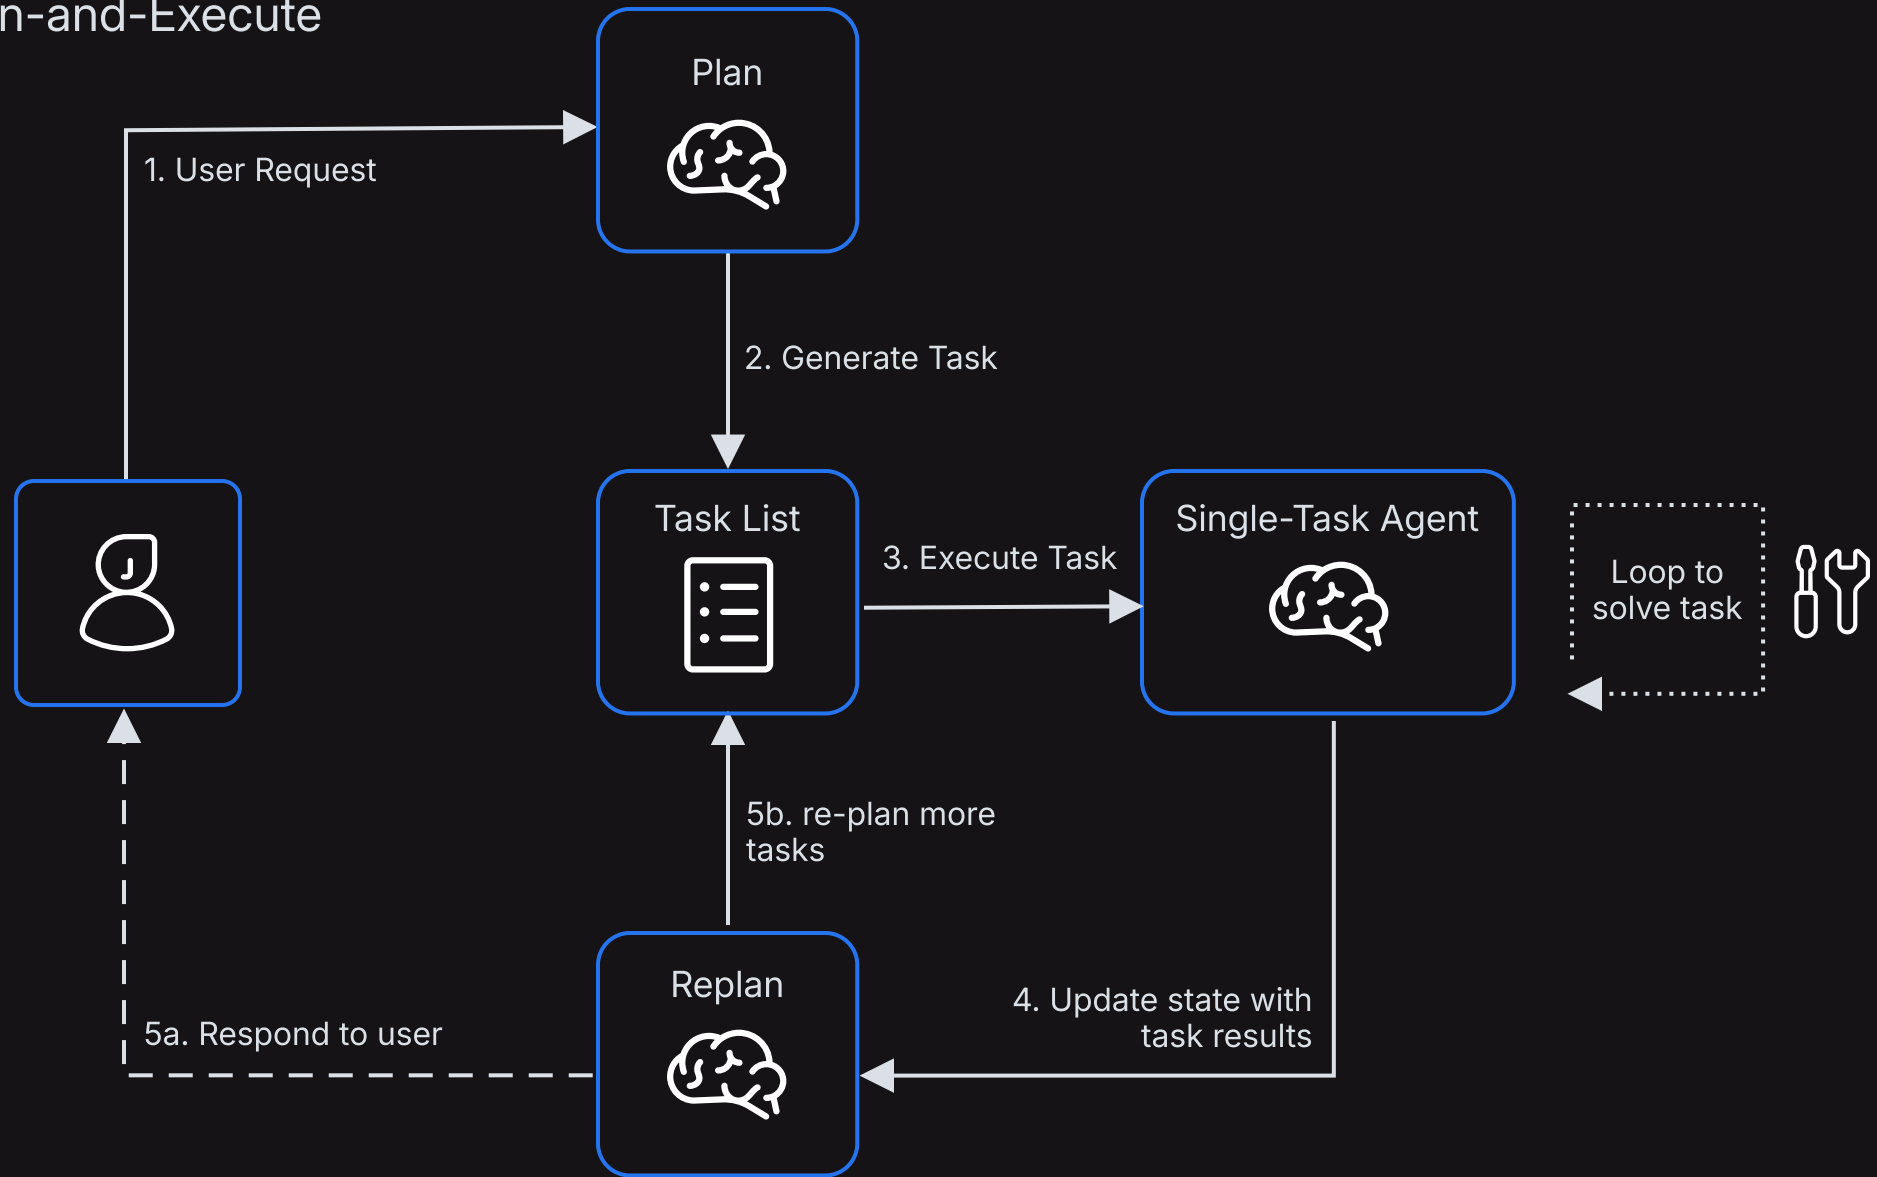 n-and-Execute
Plan
1. User Request
2. Generate Task
Task List
3. Execute Task
Single-Task Agent
Loop to
solve task
5b. re-plan more
tasks
Replan
4. Update state with
task results
5a. Respond to user